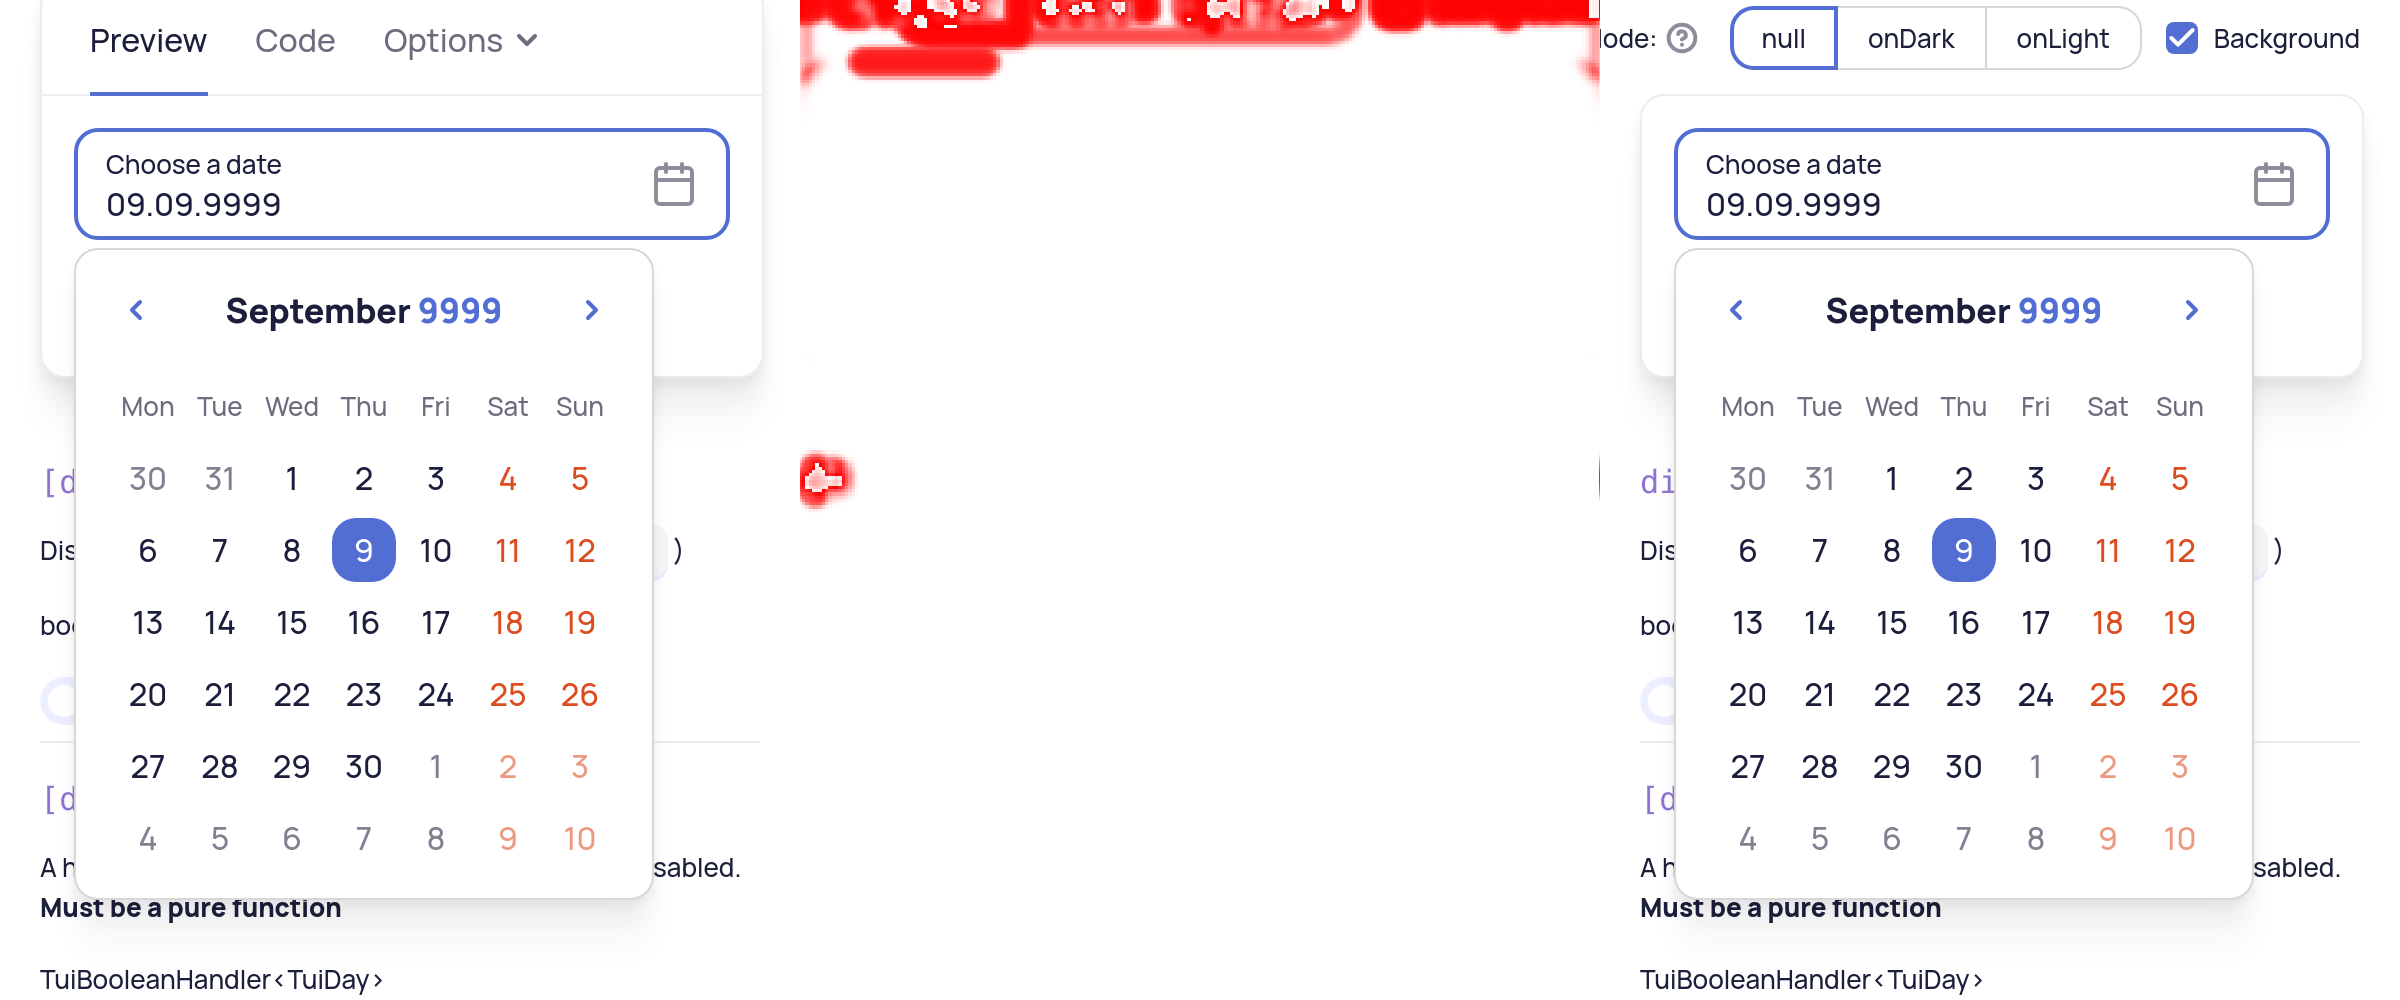 Preview Code Options
Choose a date
09.09.9999
September 9999
Mon Tue Wed Thu Fri Sat Sun
30 31 1 2 3 4 5
6 7 8 9 10 11 12
13 14 15 16 17 18 19
20 21 22 23 24 25 26
27 28 29 30 1 2 3
4 5 6 7 8 9 10
[d
Dis )
boo
A h sabled.
Must be a pure function
TuiBooleanHandler<TuiDay>
ode: null onDark onLight Background
Choose a date
09.09.9999
September 9999
Mon Tue Wed Thu Fri Sat Sun
30 31 1 2 3 4 5
6 7 8 9 10 11 12
13 14 15 16 17 18 19
20 21 22 23 24 25 26
27 28 29 30 1 2 3
4 5 6 7 8 9 10
di
Dis )
boo
[d
A h sabled.
Must be a pure function
TuiBooleanHandler<TuiDay>